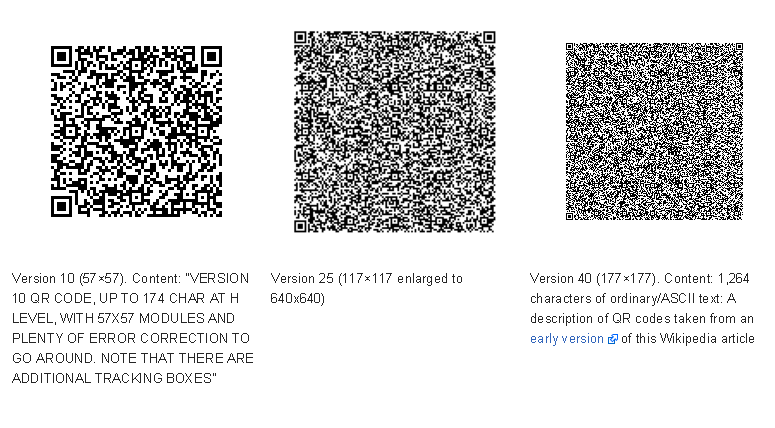 Version 10 (57×57). Content: "VERSION
10 QR CODE, UP TO 174 CHAR AT H
LEVEL, WITH 57X57 MODULES AND
PLENTY OF ERROR CORRECTION TO
GO AROUND. NOTE THAT THERE ARE
ADDITIONAL TRACKING BOXES"
Version 25 (117×117 enlarged to
640x640)
Version 40 (177×177). Content: 1,264
characters of ordinary/ASCII text: A
description of QR codes taken from an
early version of this Wikipedia article